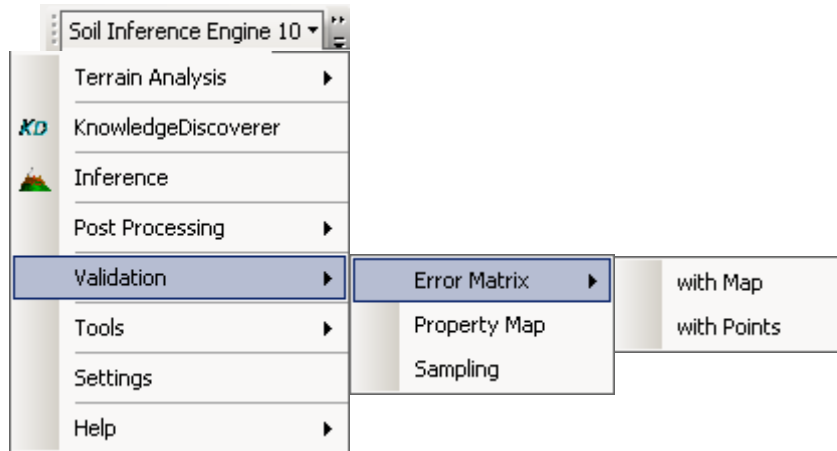 Soil Inference Engine 10
Terrain Analysis
KD KnowledgeDiscoverer
Inference
Post Processing
Validation
Error Matrix
with Map
Property Map
with Points
Tools
Sampling
Settings
Help